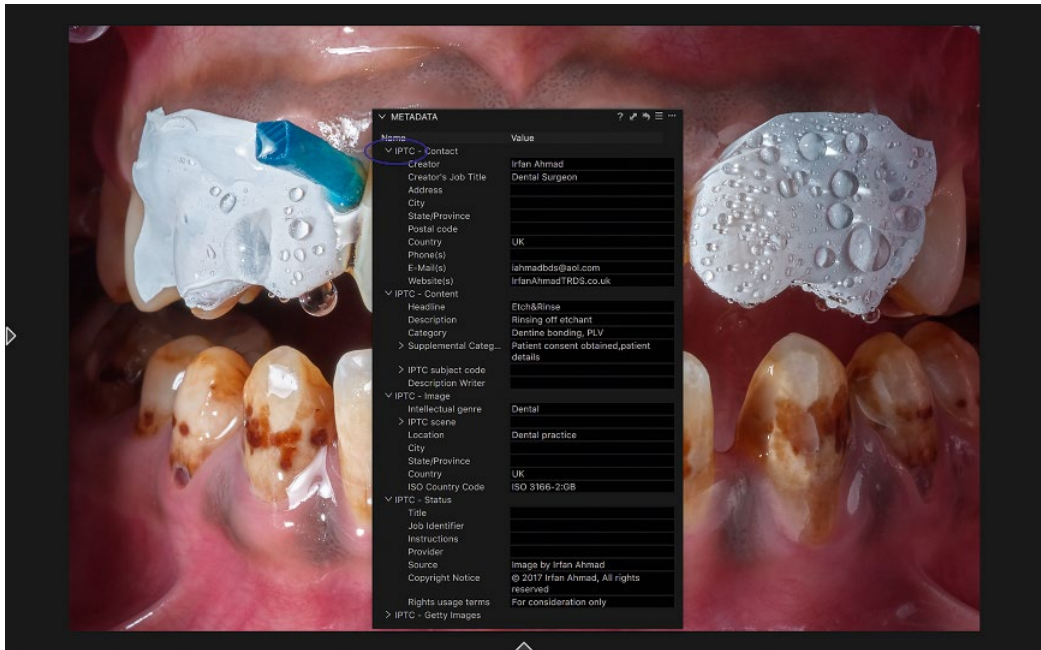 METADATA
Name Value
IPTC - Contact
Creator Irfan Ahmad
Creator's Job Title Dental Surgeon
Address
City
State/Province
Postal code
Country UK
Phone(s)
E-Mail(s) iahmadbds@aol.com
Website(s) IrfanAhmadTRDS.co.uk
IPTC - Content
Headline Etch&Rinse
Description Rinsing off etchant
Category Dentine bonding, PLV
Supplemental Categ... Patient consent obtained,patient
details
IPTC subject code
Description Writer
IPTC - Image
Intellectual genre Dental
IPTC scene
Location Dental practice
City
State/Province
Country UK
ISO Country Code ISO 3166-2:GB
IPTC - Status
Title
Job Identifier
Instructions
Provider
Source Image by Irfan Ahmad
Copyright Notice © 2017 Irfan Ahmad, All rights
reserved
Rights usage terms For consideration only
IPTC - Getty Images